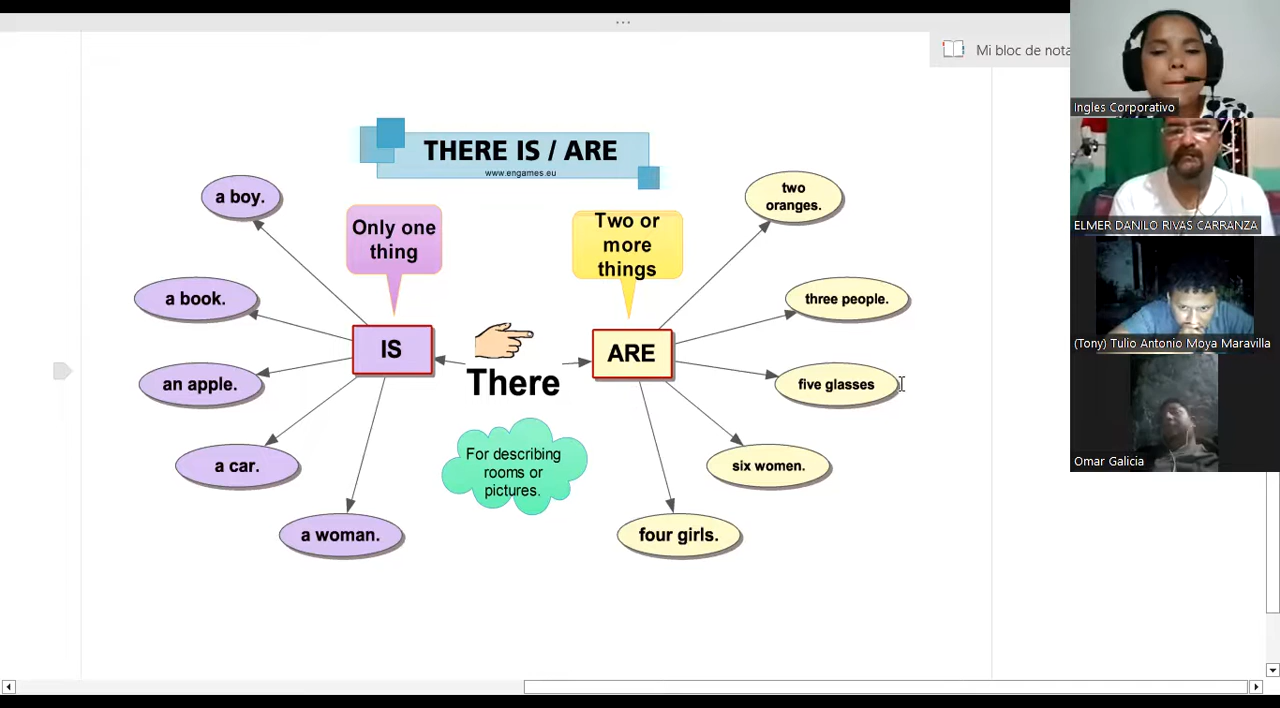 ...
Mi bloc de nota
THERE IS / ARE
www.engames.eu
a boy.
Only one
thing
Two or
more
things
two
oranges.
a book.
three people.
IS
ARE
There
an apple.
five glasses
For describing
rooms or
pictures.
a car.
six women.
a woman.
four girls.
Ingles Corporativo
ELMER DANILO RIVAS CARRANZA
(Tony) Tulio Antonio Moya Maravilla
Omar Galicia